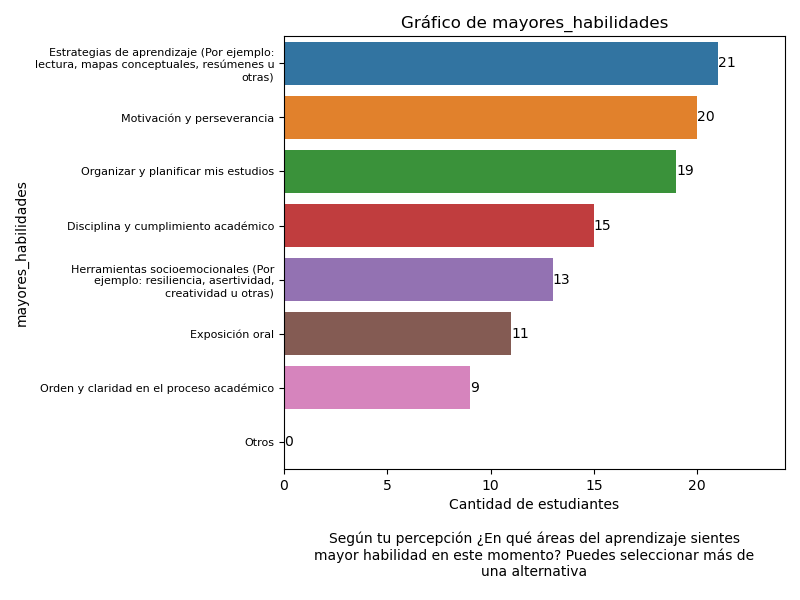 Gráfico de mayores_habilidades
mayores_habilidades
Estrategias de aprendizaje (Por ejemplo:
lectura, mapas conceptuales, resúmenes u
otras)
21
Motivación y perseverancia
20
Organizar y planificar mis estudios
19
Disciplina y cumplimiento académico
15
Herramientas socioemocionales (Por
ejemplo: resiliencia, asertividad,
creatividad u otras)
13
Exposición oral
11
Orden y claridad en el proceso académico
9
Otros
0
0 5 10 15 20
Cantidad de estudiantes
Según tu percepción ¿En qué áreas del aprendizaje sientes
mayor habilidad en este momento? Puedes seleccionar más de
una alternativa